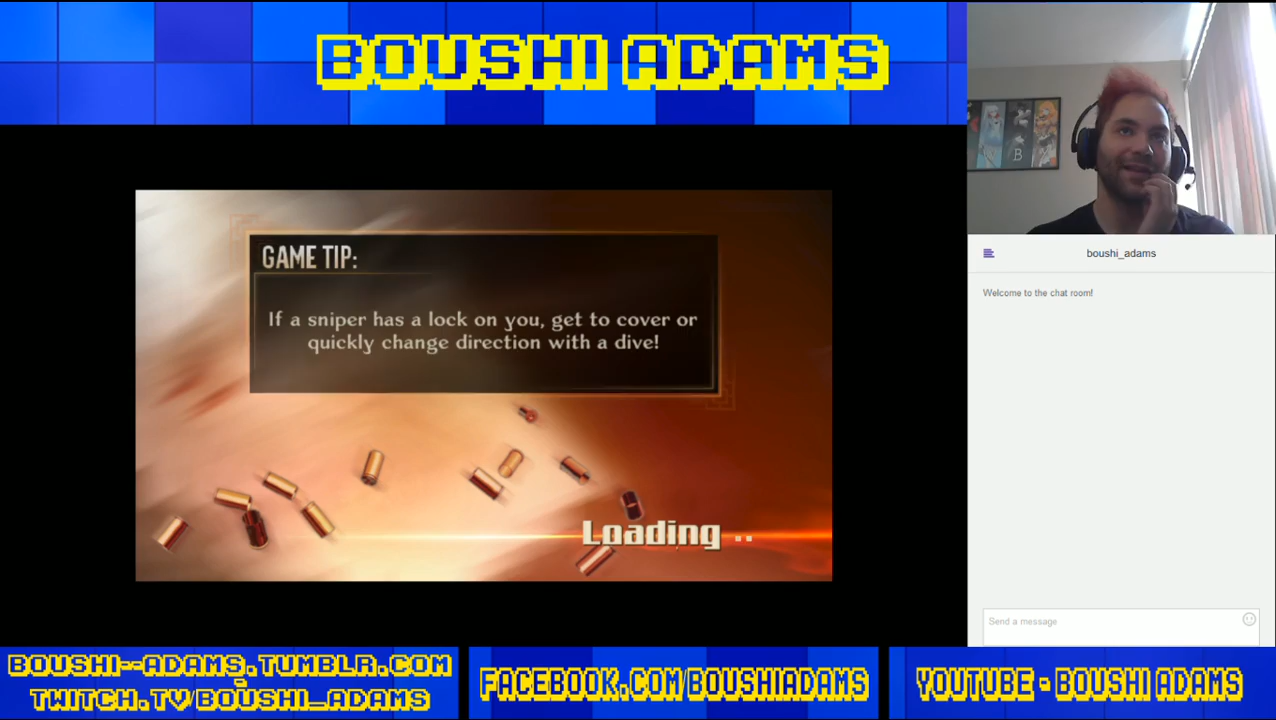 BOUSHI ADAMS
GAME TIP:
If a sniper has a lock on you, get to cover or
quickly change direction with a dive!
Loading ..
B
boushi_adams
Welcome to the chat room!
Send a message
BOUSHI--ADAMS.TUMBLR.COM
-
TWITCH.TV/BOUSHI_ADAMS
FACEBOOK.COM/BOUSHIADAMS
YOUTUBE - BOUSHI ADAMS